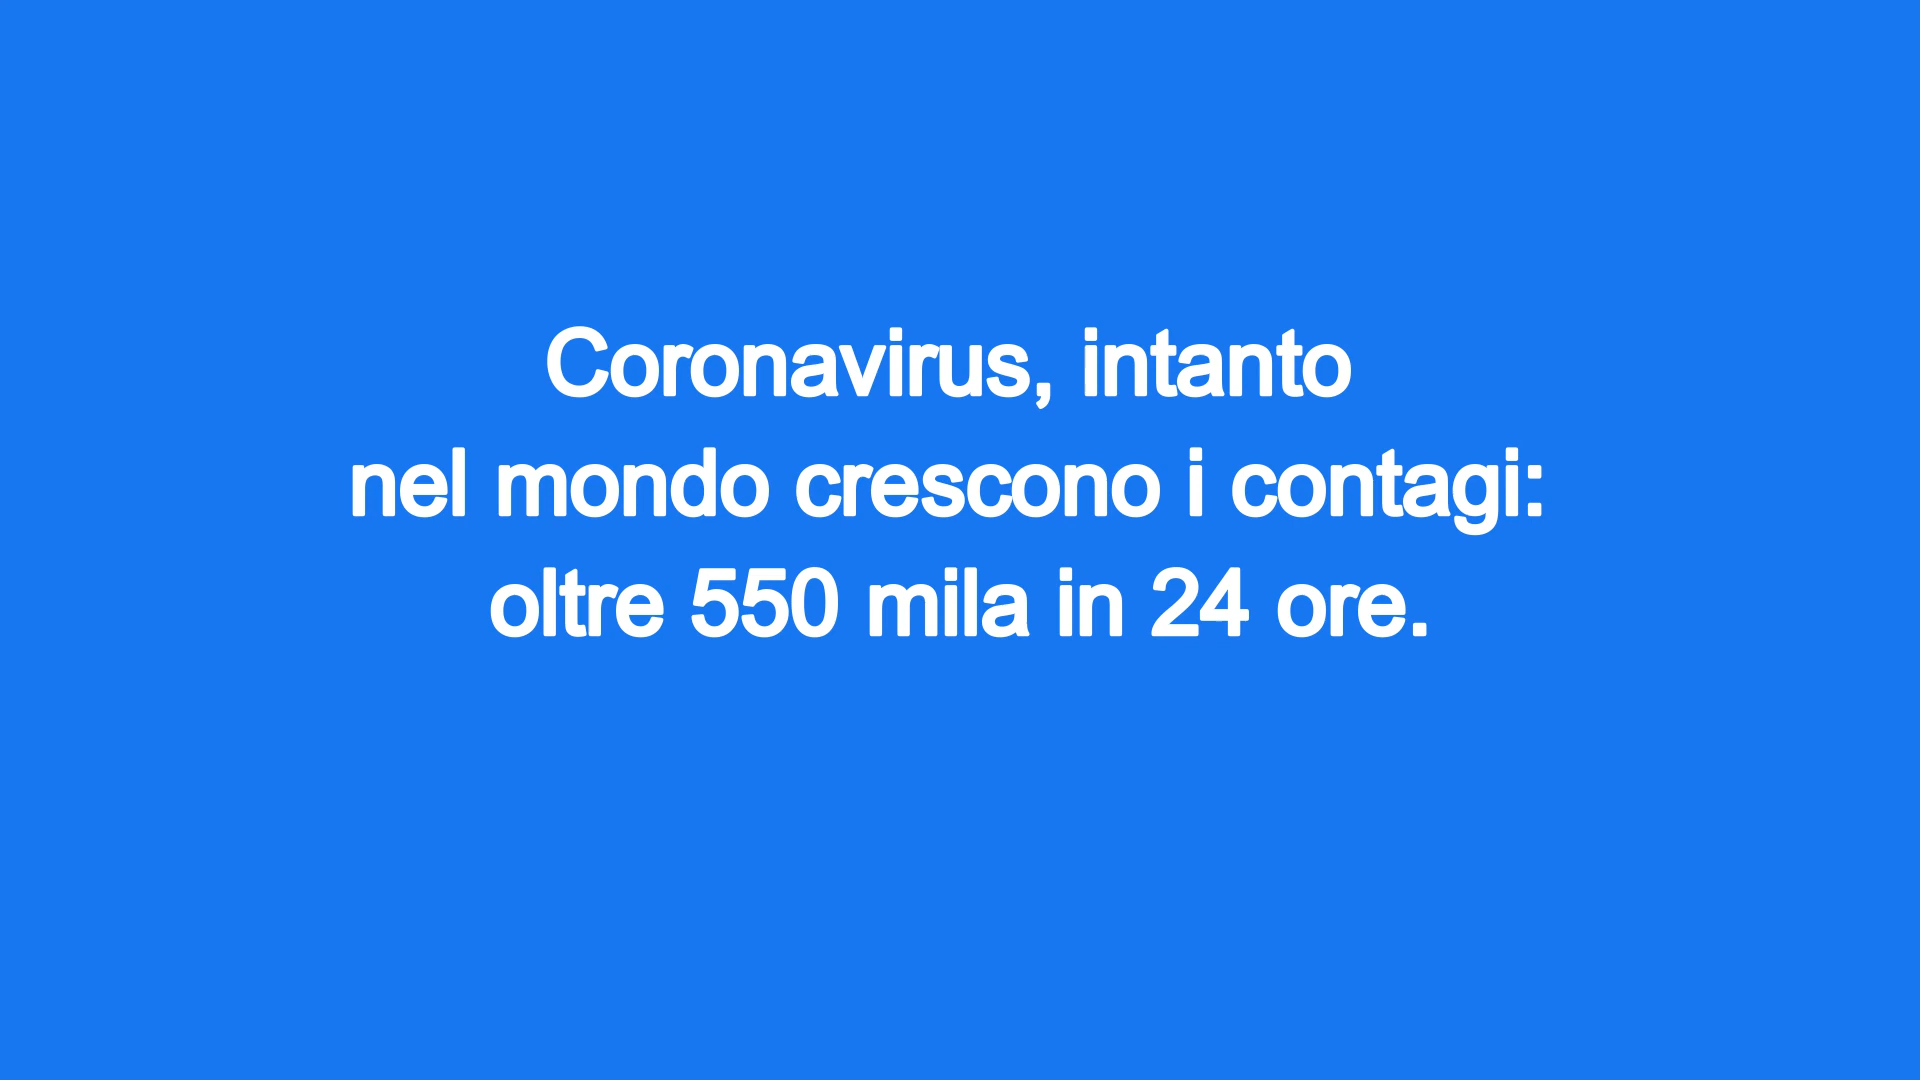 Coronavirus, intanto
nel mondo crescono i contagi:
oltre 550 mila in 24 ore.